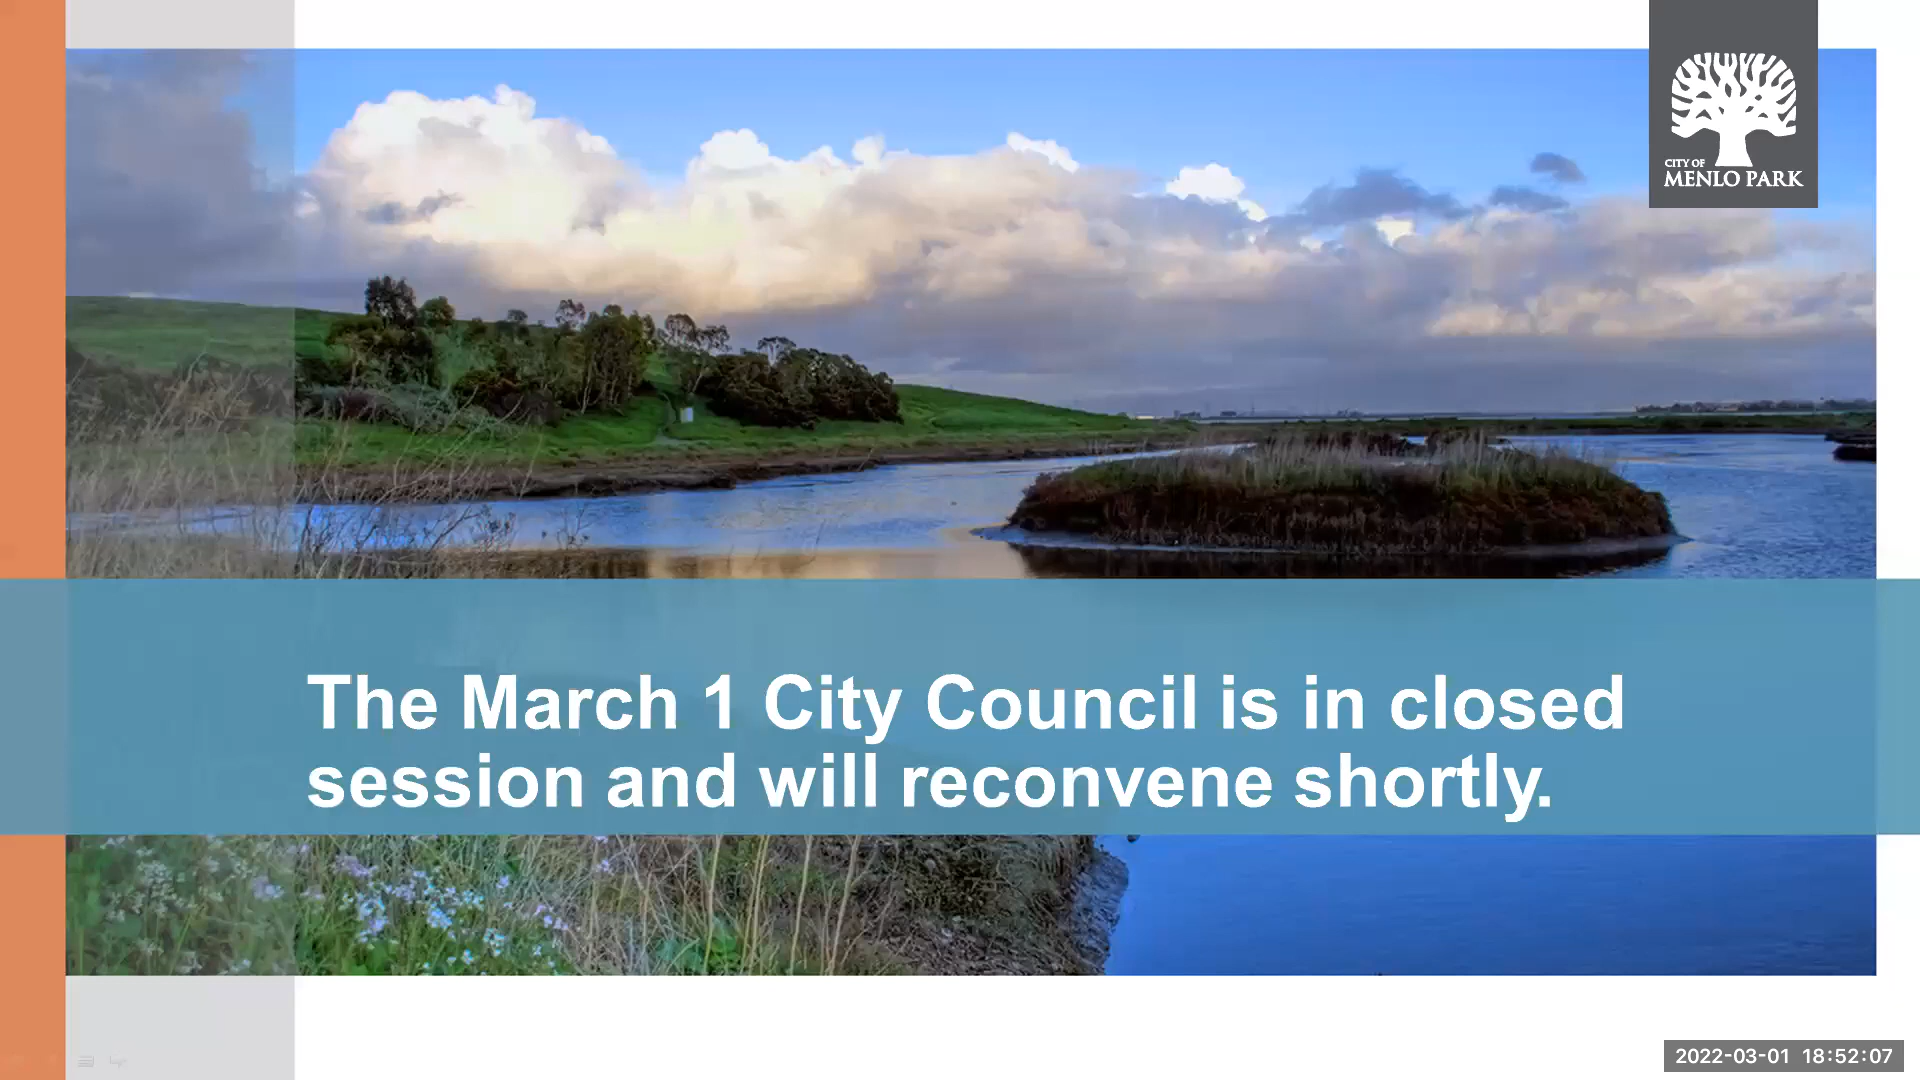 CITY OF
MENLO PARK
The March 1 City Council is in closed
session and will reconvene shortly.
2022-03-01 18:52:07